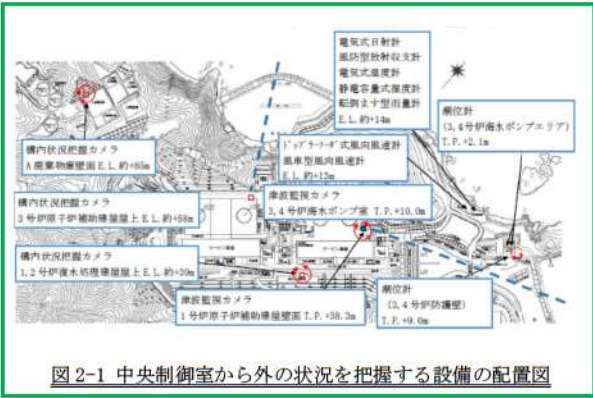 電気式日射計
風防型放射収支計
電気式温度計
静電容量式湿度計
転倒ます型雨量計
E.L.約+14m
潮位計
(3,4号炉海水ポンプエリア)
T.P.+2.1m
ドップラーソーダ式風向風速計
風車型風向風速計
E.L.約+13m
構内状況把握カメラ
A廃棄物庫壁面E.L.約+85m
構内状況把握カメラ
3号炉原子炉補助建屋屋上E.L.約+58m
津波監視カメラ
3,4号炉海水ポンプ室 T.P.+10.0m
構内状況把握カメラ
1,2号炉復水処理建屋屋上E.L.約+39m
津波監視カメラ
1号炉原子炉補助建屋壁面T.P.+38.3m
潮位計
(3,4号炉防護壁)
T.P.+9.0m
図 2-1 中央制御室から外の状況を把握する設備の配置図